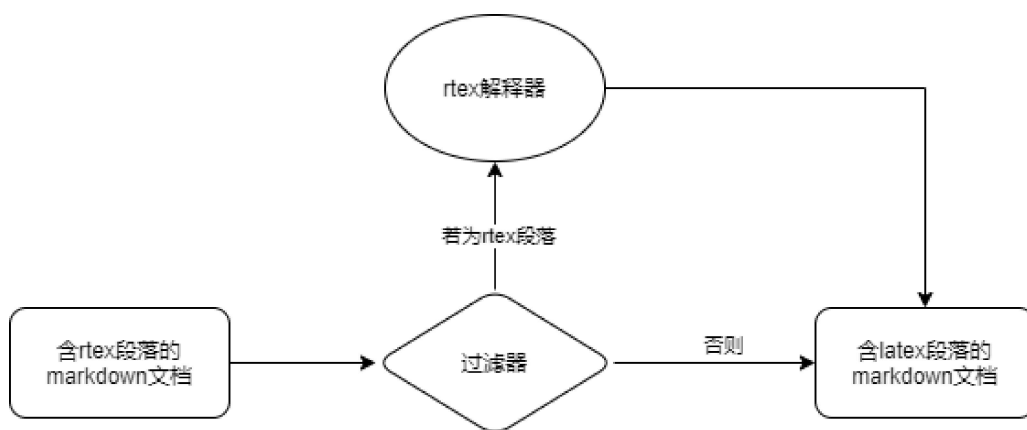 rtex解释器
若为rtex段落
含rtex段落的
markdown文档
过滤器
否则
含latex段落的
markdown文档